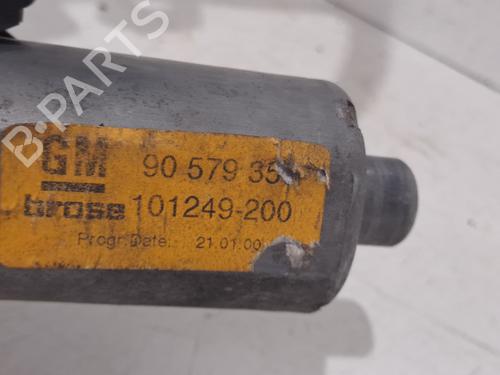 B-PARTS
GM
90 579 35
brose 101249-200
Progr.Date: 21.01.00